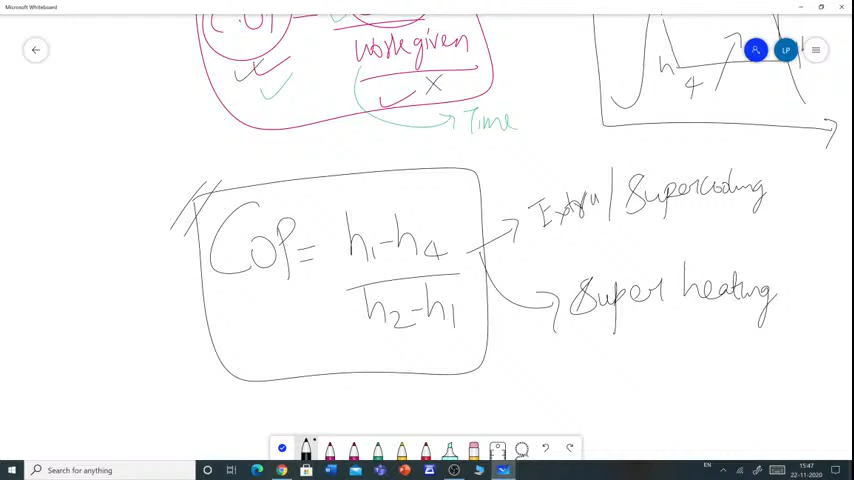 Microsoft Whiteboard
(C.O.P) =
work given
Time
LP
h
4
COP = h1-h4
h2-h1
Extra / Supercooling
Super heating
Search for anything
EN
15:47
22-11-2020